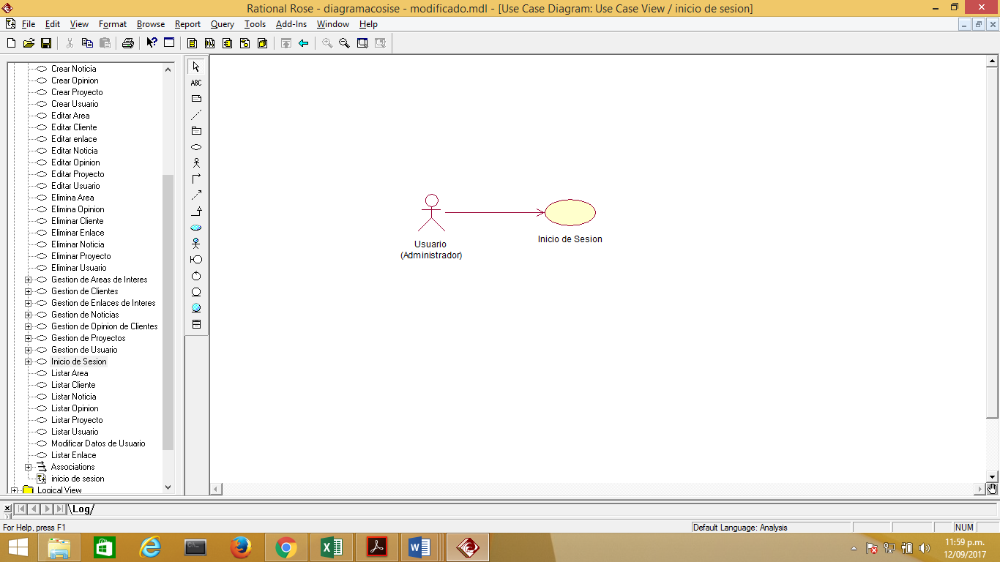 Rational Rose - diagramacosise - modificado.mdl - [Use Case Diagram: Use Case View / inicio de sesion]
File Edit View Format Browse Report Query Tools Add-Ins Window Help
Crear Noticia
Crear Opinion
Crear Proyecto
Crear Usuario
Editar Area
Editar Cliente
Editar enlace
Editar Noticia
Editar Opinion
Editar Proyecto
Editar Usuario
Elimina Area
Elimina Opinion
Eliminar Cliente
Eliminar Enlace
Eliminar Noticia
Eliminar Proyecto
Eliminar Usuario
Gestion de Areas de Interes
Gestion de Clientes
Gestion de Enlaces de Interes
Gestion de Noticias
Gestion de Opinion de Clientes
Gestion de Proyectos
Gestion de Usuario
Inicio de Sesion
Listar Area
Listar Cliente
Listar Noticia
Listar Opinion
Listar Proyecto
Listar Usuario
Modificar Datos de Usuario
Listar Enlace
Associations
inicio de sesion
Logical View
ABC
Usuario
(Administrador)
Inicio de Sesion
Log
For Help, press F1
Default Language: Analysis
NUM
11:59 p.m.
12/09/2017